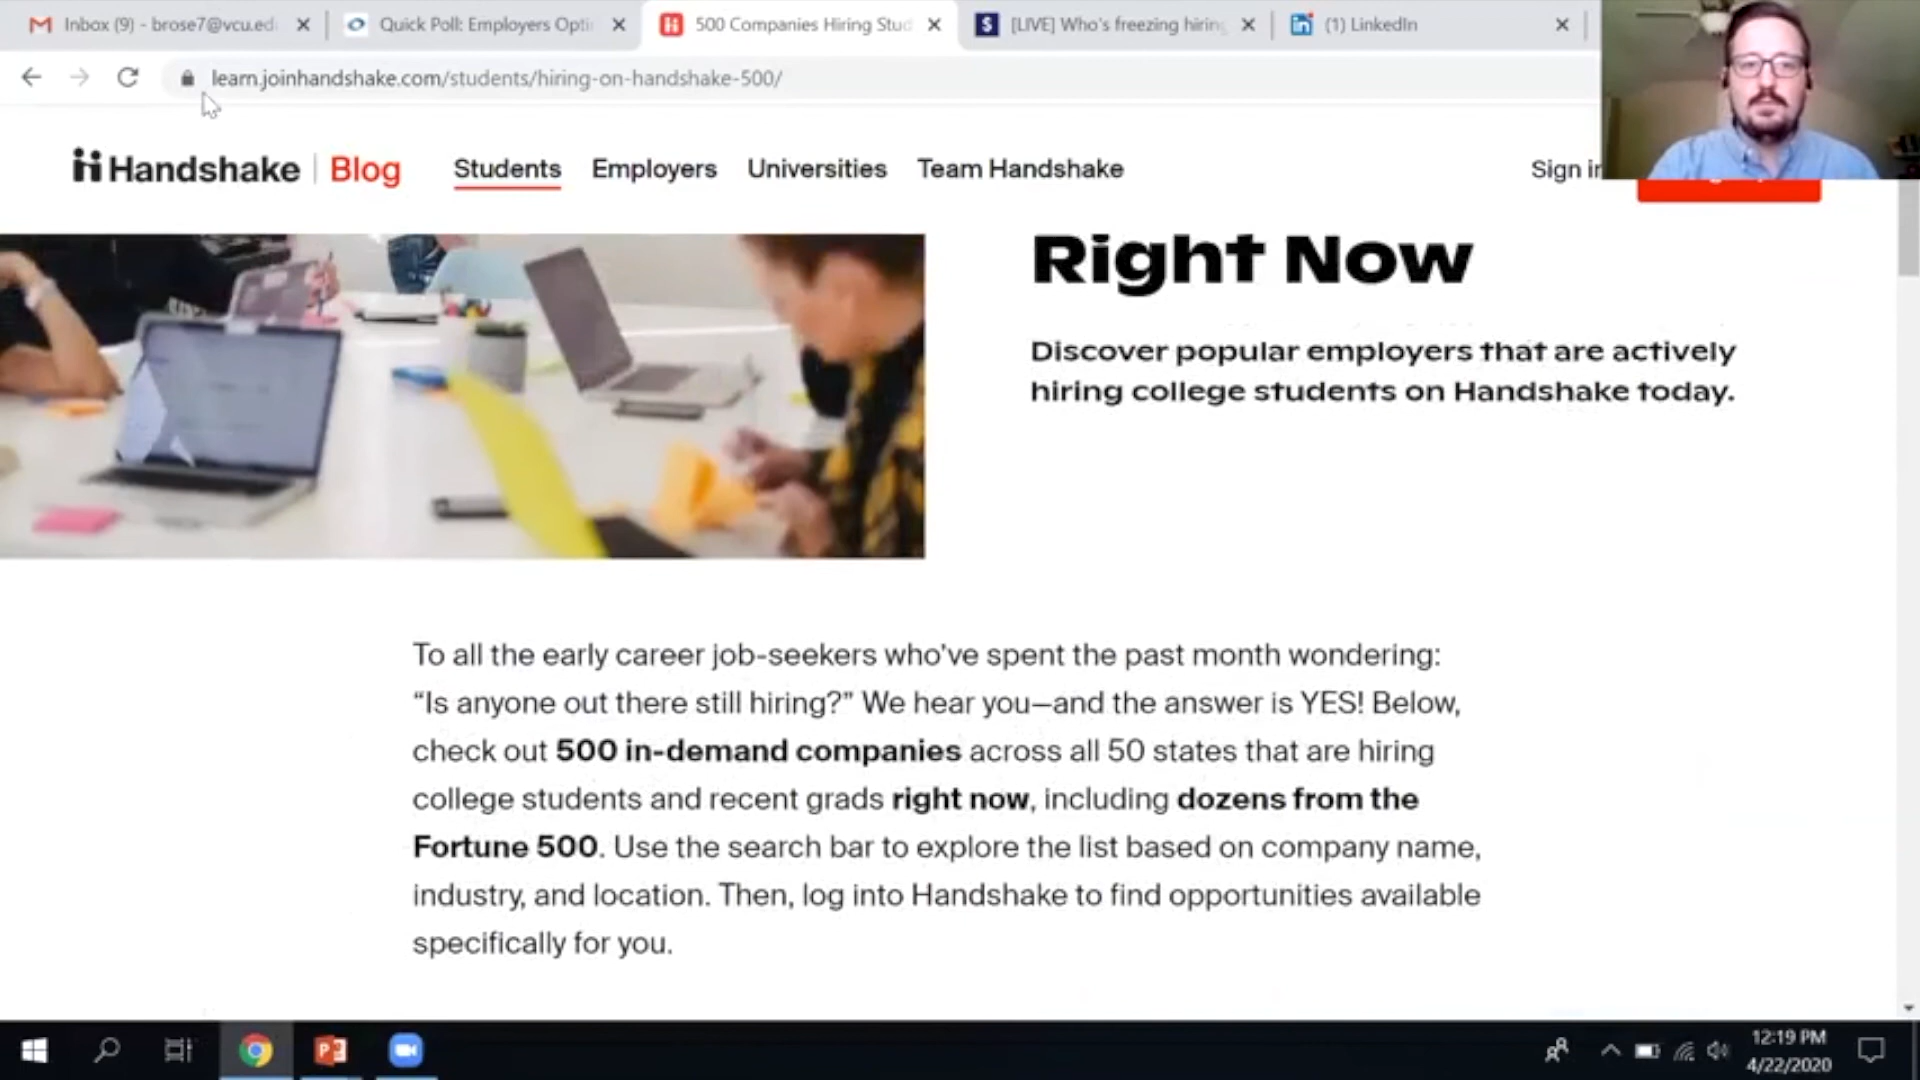 Inbox (9) - brose7@vcu.ed
Quick Poll: Employers Opti
500 Companies Hiring Stud
[LIVE] Who's freezing hiring
(1) LinkedIn
learn.joinhandshake.com/students/hiring-on-handshake-500/
Handshake | Blog
Students
Employers
Universities
Team Handshake
Sign in
Right Now
Discover popular employers that are actively
hiring college students on Handshake today.
To all the early career job-seekers who've spent the past month wondering:
“Is anyone out there still hiring?” We hear you—and the answer is YES! Below,
check out 500 in-demand companies across all 50 states that are hiring
college students and recent grads right now, including dozens from the
Fortune 500. Use the search bar to explore the list based on company name,
industry, and location. Then, log into Handshake to find opportunities available
specifically for you.
12:19 PM
4/22/2020